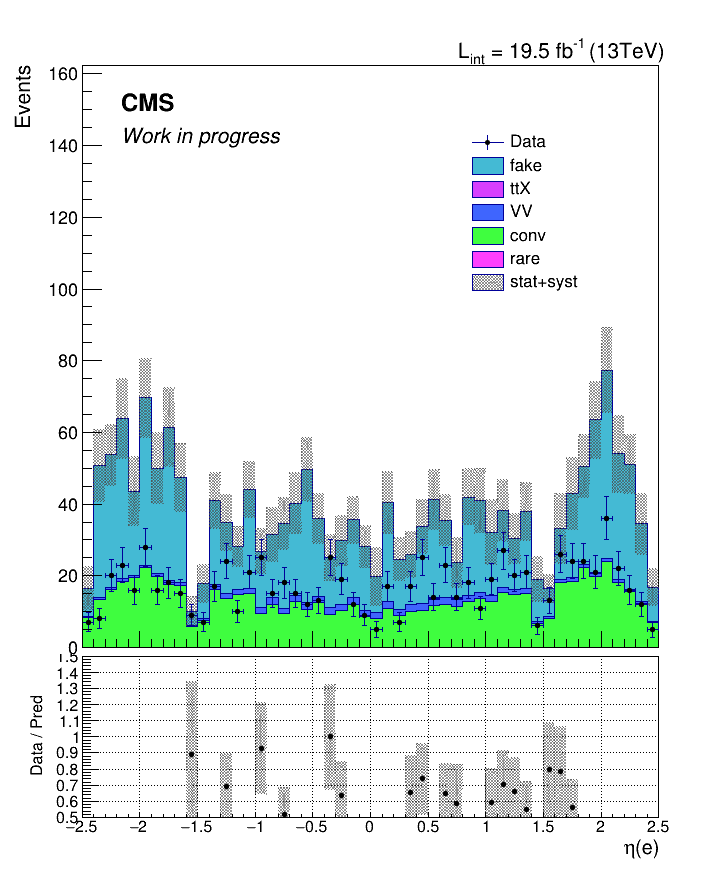 L_int = 19.5 fb^-1 (13TeV)
Events
160
140
120
100
80
60
40
20
0
CMS
Work in progress
Data
fake
ttX
VV
conv
rare
stat+syst
Data / Pred
1.5
1.4
1.3
1.2
1.1
1
0.9
0.8
0.7
0.6
0.5
−2.5 −2 −1.5 −1 −0.5 0 0.5 1 1.5 2 2.5
η(e)